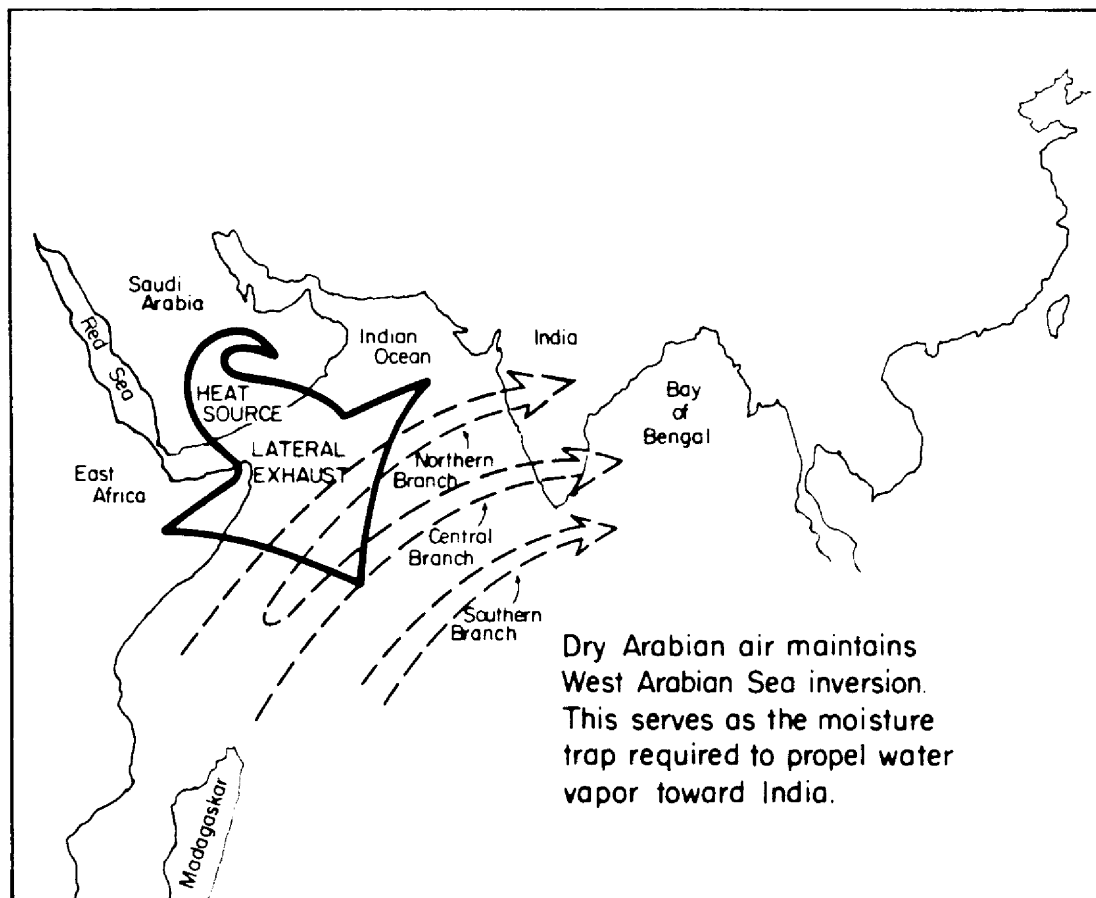 Saudi
Arabia
Red Sea
Indian
Ocean
India
HEAT
SOURCE
Bay
of
Bengal
LATERAL
EXHAUST
Northern
Branch
East
Africa
Central
Branch
Southern
Branch
Dry Arabian air maintains
West Arabian Sea inversion.
This serves as the moisture
trap required to propel water
vapor toward India.
Madagaskar